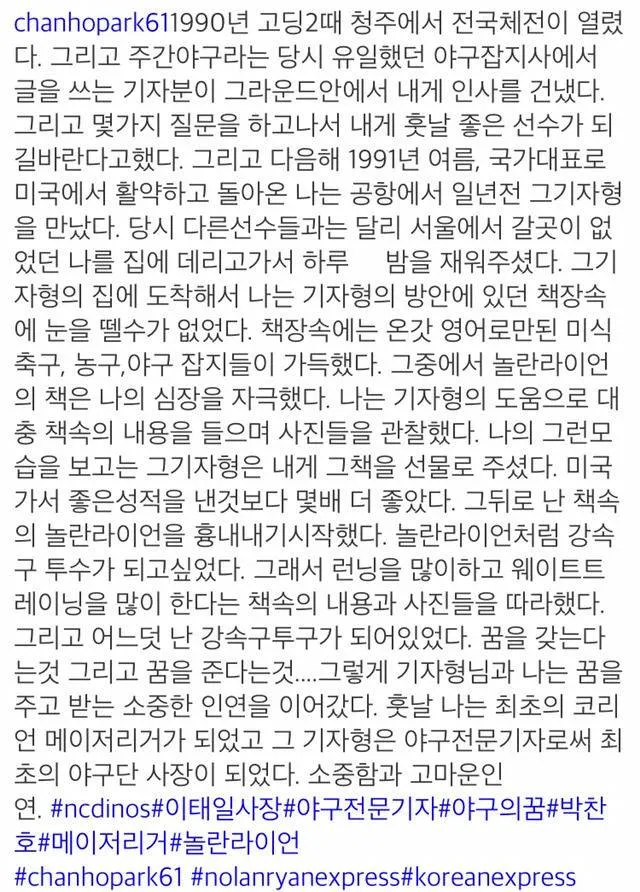 chanhopark611990년 고딩2때 청주에서 전국체전이 열렸
다. 그리고 주간야구라는 당시 유일했던 야구잡지사에서
글을 쓰는 기자분이 그라운드안에서 내게 인사를 건냈다.
그리고 몇가지 질문을 하고나서 내게 훗날 좋은 선수가 되
길바란다고했다. 그리고 다음해 1991년 여름, 국가대표로
미국에서 활약하고 돌아온 나는 공항에서 일년전 그기자형
을 만났다. 당시 다른선수들과는 달리 서울에서 갈곳이 없
었던 나를 집에 데리고가서 하루 밤을 재워주셨다. 그기
자형의 집에 도착해서 나는 기자형의 방안에 있던 책장속
에 눈을 뗄수가 없었다. 책장속에는 온갖 영어로만된 미식
축구, 농구,야구 잡지들이 가득했다. 그중에서 놀란라이언
의 책은 나의 심장을 자극했다. 나는 기자형의 도움으로 대
충 책속의 내용을 들으며 사진들을 관찰했다. 나의 그런모
습을 보고는 그기자형은 내게 그책을 선물로 주셨다. 미국
가서 좋은성적을 낸것보다 몇배 더 좋았다. 그뒤로 난 책속
의 놀란라이언을 흉내내기시작했다. 놀란라이언처럼 강속
구 투수가 되고싶었다. 그래서 런닝을 많이하고 웨이트트
레이닝을 많이 한다는 책속의 내용과 사진들을 따라했다.
그리고 어느덧 난 강속구투구가 되어있었다. 꿈을 갖는다
는것 그리고 꿈을 준다는것....그렇게 기자형님과 나는 꿈을
주고 받는 소중한 인연을 이어갔다. 훗날 나는 최초의 코리
언 메이저리거가 되었고 그 기자형은 야구전문기자로써 최
초의 야구단 사장이 되었다. 소중함과 고마운인
연. #ncdinos#이태일사장#야구전문기자#야구의꿈#박찬
호#메이저리거#놀란라이언
#chanhopark61 #nolanryanexpress#koreanexpress